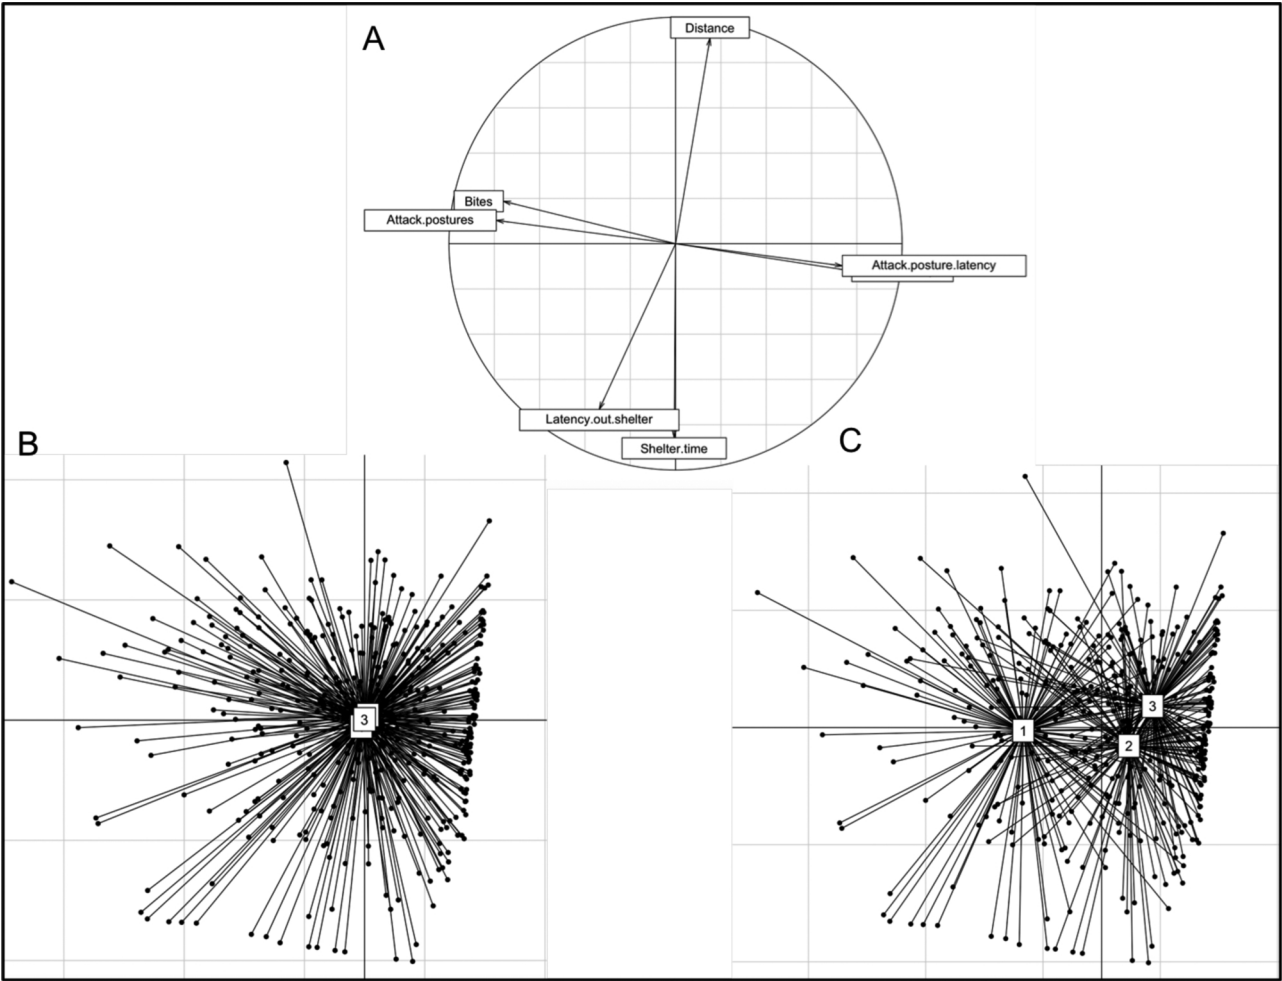 A
Distance
Bites
Attack.postures
Attack.posture.latency
Latency.out.shelter
Shelter.time
B
C
3
1
2
3